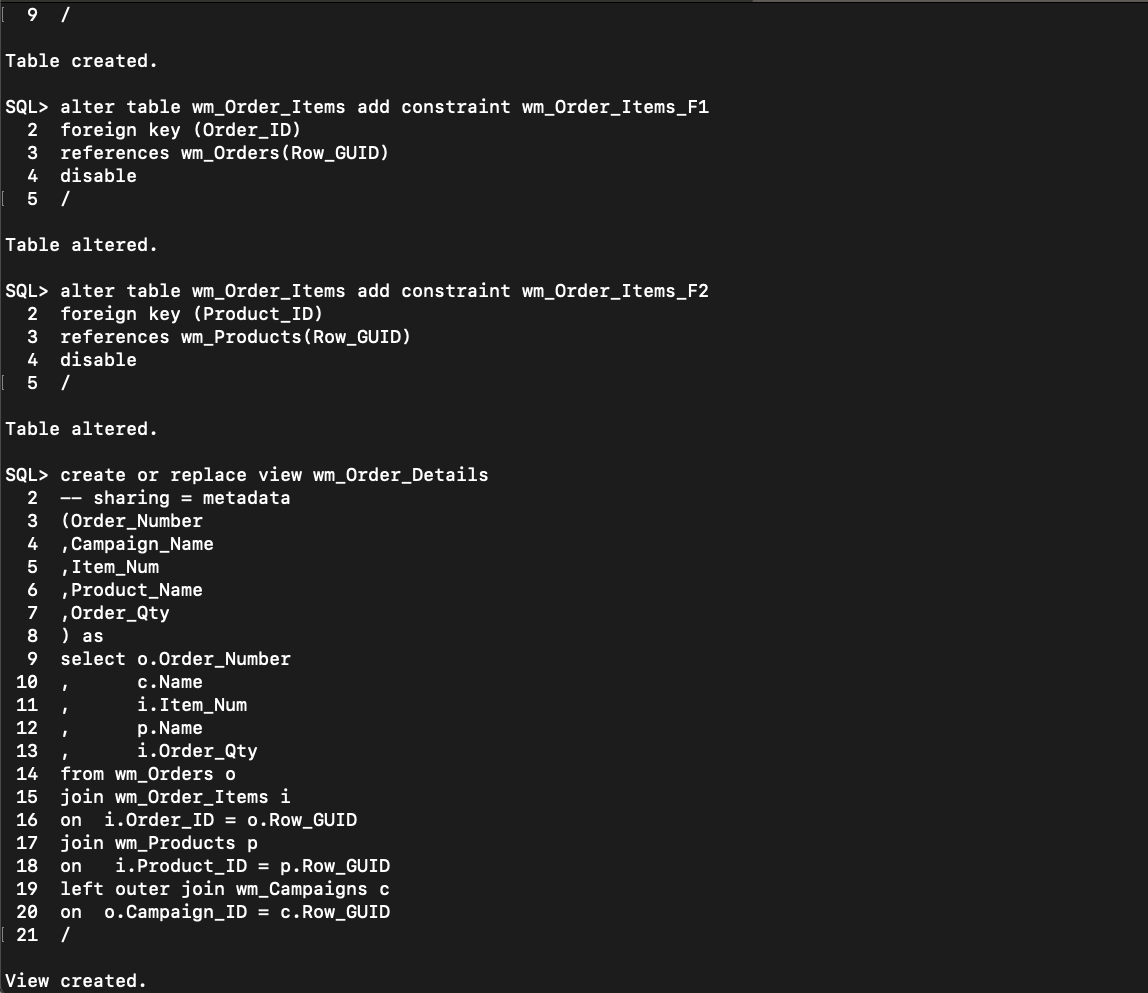 9  /
Table created.
SQL> alter table wm_Order_Items add constraint wm_Order_Items_F1
  2  foreign key (Order_ID)
  3  references wm_Orders(Row_GUID)
  4  disable
  5  /
Table altered.
SQL> alter table wm_Order_Items add constraint wm_Order_Items_F2
  2  foreign key (Product_ID)
  3  references wm_Products(Row_GUID)
  4  disable
  5  /
Table altered.
SQL> create or replace view wm_Order_Details
  2  -- sharing = metadata
  3  (Order_Number
  4  ,Campaign_Name
  5  ,Item_Num
  6  ,Product_Name
  7  ,Order_Qty
  8  ) as
  9  select o.Order_Number
 10  ,      c.Name
 11  ,      i.Item_Num
 12  ,      p.Name
 13  ,      i.Order_Qty
 14  from wm_Orders o
 15  join wm_Order_Items i
 16  on  i.Order_ID = o.Row_GUID
 17  join wm_Products p
 18  on   i.Product_ID = p.Row_GUID
 19  left outer join wm_Campaigns c
 20  on  o.Campaign_ID = c.Row_GUID
 21  /
View created.